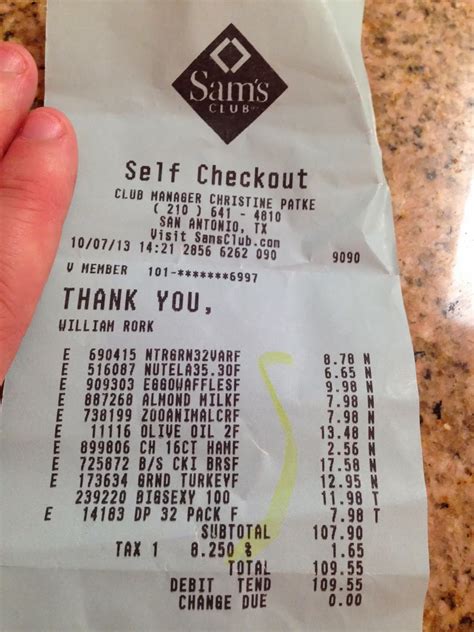 Sam's
CLUB
Self Checkout
CLUB MANAGER CHRISTINE PATKE
( 210 ) 641 - 4810
SAN ANTONIO, TX
Visit SamsClub.com
10/07/13 14:21 2856 6262 090 9090
V MEMBER 101-*******6997
THANK YOU,
WILLIAM RORK
E 690415 NTRGRN32VARF 8.78 N
E 516087 NUTELA35.3OF 6.65 N
E 909303 EGGOWAFFLESF 9.98 N
E 887268 ALMOND MILKF 7.98 N
E 738199 ZOOANIMALCRF 7.98 N
E 11116 OLIVE OIL 2F 13.48 N
E 899806 CH 16CT HAMF 2.56 N
E 725872 B/S CKI BRSF 17.58 N
E 173634 GRND TURKEYF 12.95 N
239220 BIGSEXY 100 11.98 T
E 14183 DP 32 PACK F 7.98 T
SUBTOTAL 107.90
TAX 1 8.250 % 1.65
TOTAL 109.55
DEBIT TEND 109.55
CHANGE DUE 0.00